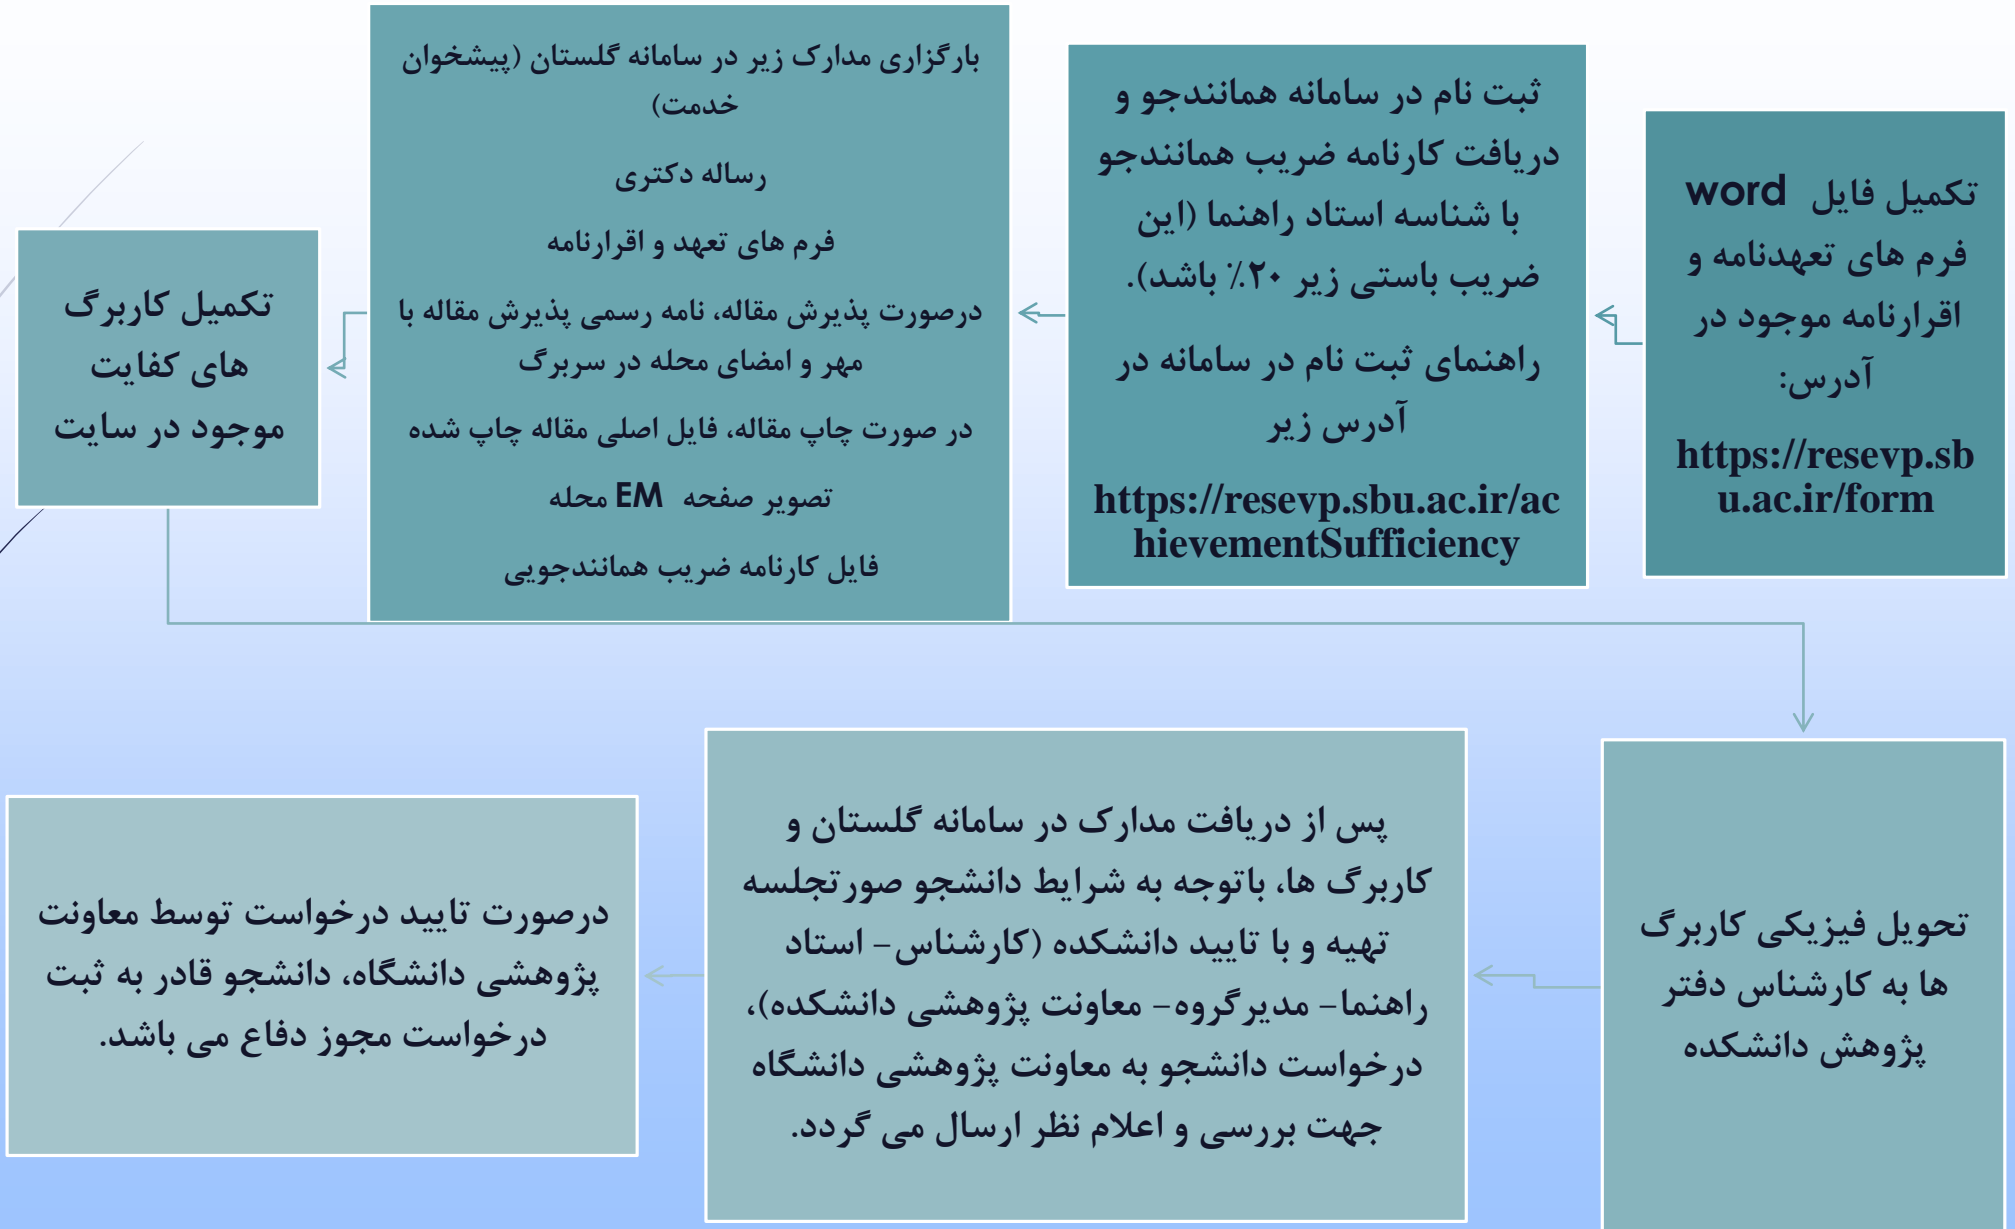 تکمیل فایل word
فرم های تعهدنامه و
اقرارنامه موجود در
آدرس:
https://resevp.sb
u.ac.ir/form
ثبت نام در سامانه همانندجو و
دریافت کارنامه ضریب همانندجو
با شناسه استاد راهنما (این
ضریب باستی زیر ۲۰٪ باشد).
راهنمای ثبت نام در سامانه در
آدرس زیر
https://resevp.sbu.ac.ir/ac
hievementSufficiency
بارگزاری مدارک زیر در سامانه گلستان (پیشخوان
خدمت)
رساله دکتری
فرم های تعهد و اقرارنامه
درصورت پذیرش مقاله، نامه رسمی پذیرش مقاله با
مهر و امضای محله در سربرگ
در صورت چاپ مقاله، فایل اصلی مقاله چاپ شده
تصویر صفحه EM محله
فایل کارنامه ضریب همانندجویی
تکمیل کاربرگ
های کفایت
موجود در سایت
تحویل فیزیکی کاربرگ
ها به کارشناس دفتر
پژوهش دانشکده
پس از دریافت مدارک در سامانه گلستان و
کاربرگ ها، باتوجه به شرایط دانشجو صورتجلسه
تهیه و با تایید دانشکده (کارشناس- استاد
راهنما- مدیرگروه- معاونت پژوهشی دانشکده)،
درخواست دانشجو به معاونت پژوهشی دانشگاه
جهت بررسی و اعلام نظر ارسال می گردد.
درصورت تایید درخواست توسط معاونت
پژوهشی دانشگاه، دانشجو قادر به ثبت
درخواست مجوز دفاع می باشد.